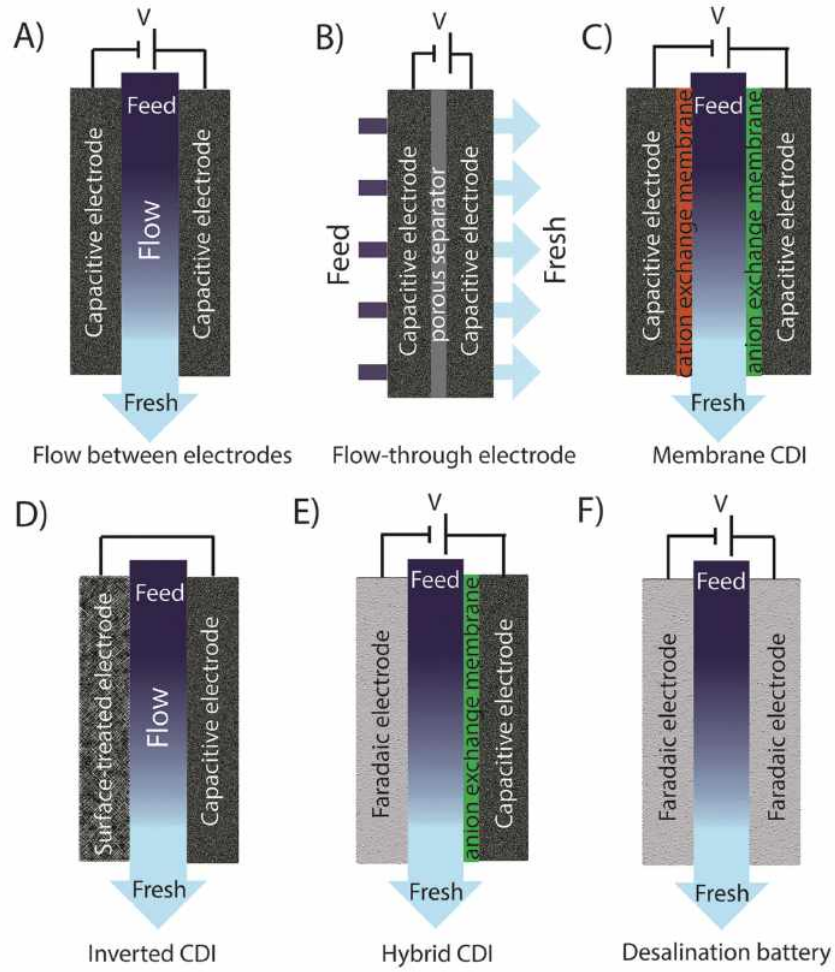 A)
V
Capacitive electrode
Feed
Flow
Fresh
Capacitive electrode
Flow between electrodes
B)
V
Feed
Capacitive electrode
porous separator
Capacitive electrode
Fresh
Flow-through electrode
C)
V
Capacitive electrode
cation exchange membrane
Feed
Fresh
anion exchange membrane
Capacitive electrode
Membrane CDI
D)
Surface-treated electrode
Feed
Flow
Fresh
Capacitive electrode
Inverted CDI
E)
V
Faradaic electrode
Feed
Fresh
anion exchange membrane
Capacitive electrode
Hybrid CDI
F)
V
Faradaic electrode
Feed
Fresh
Faradaic electrode
Desalination battery